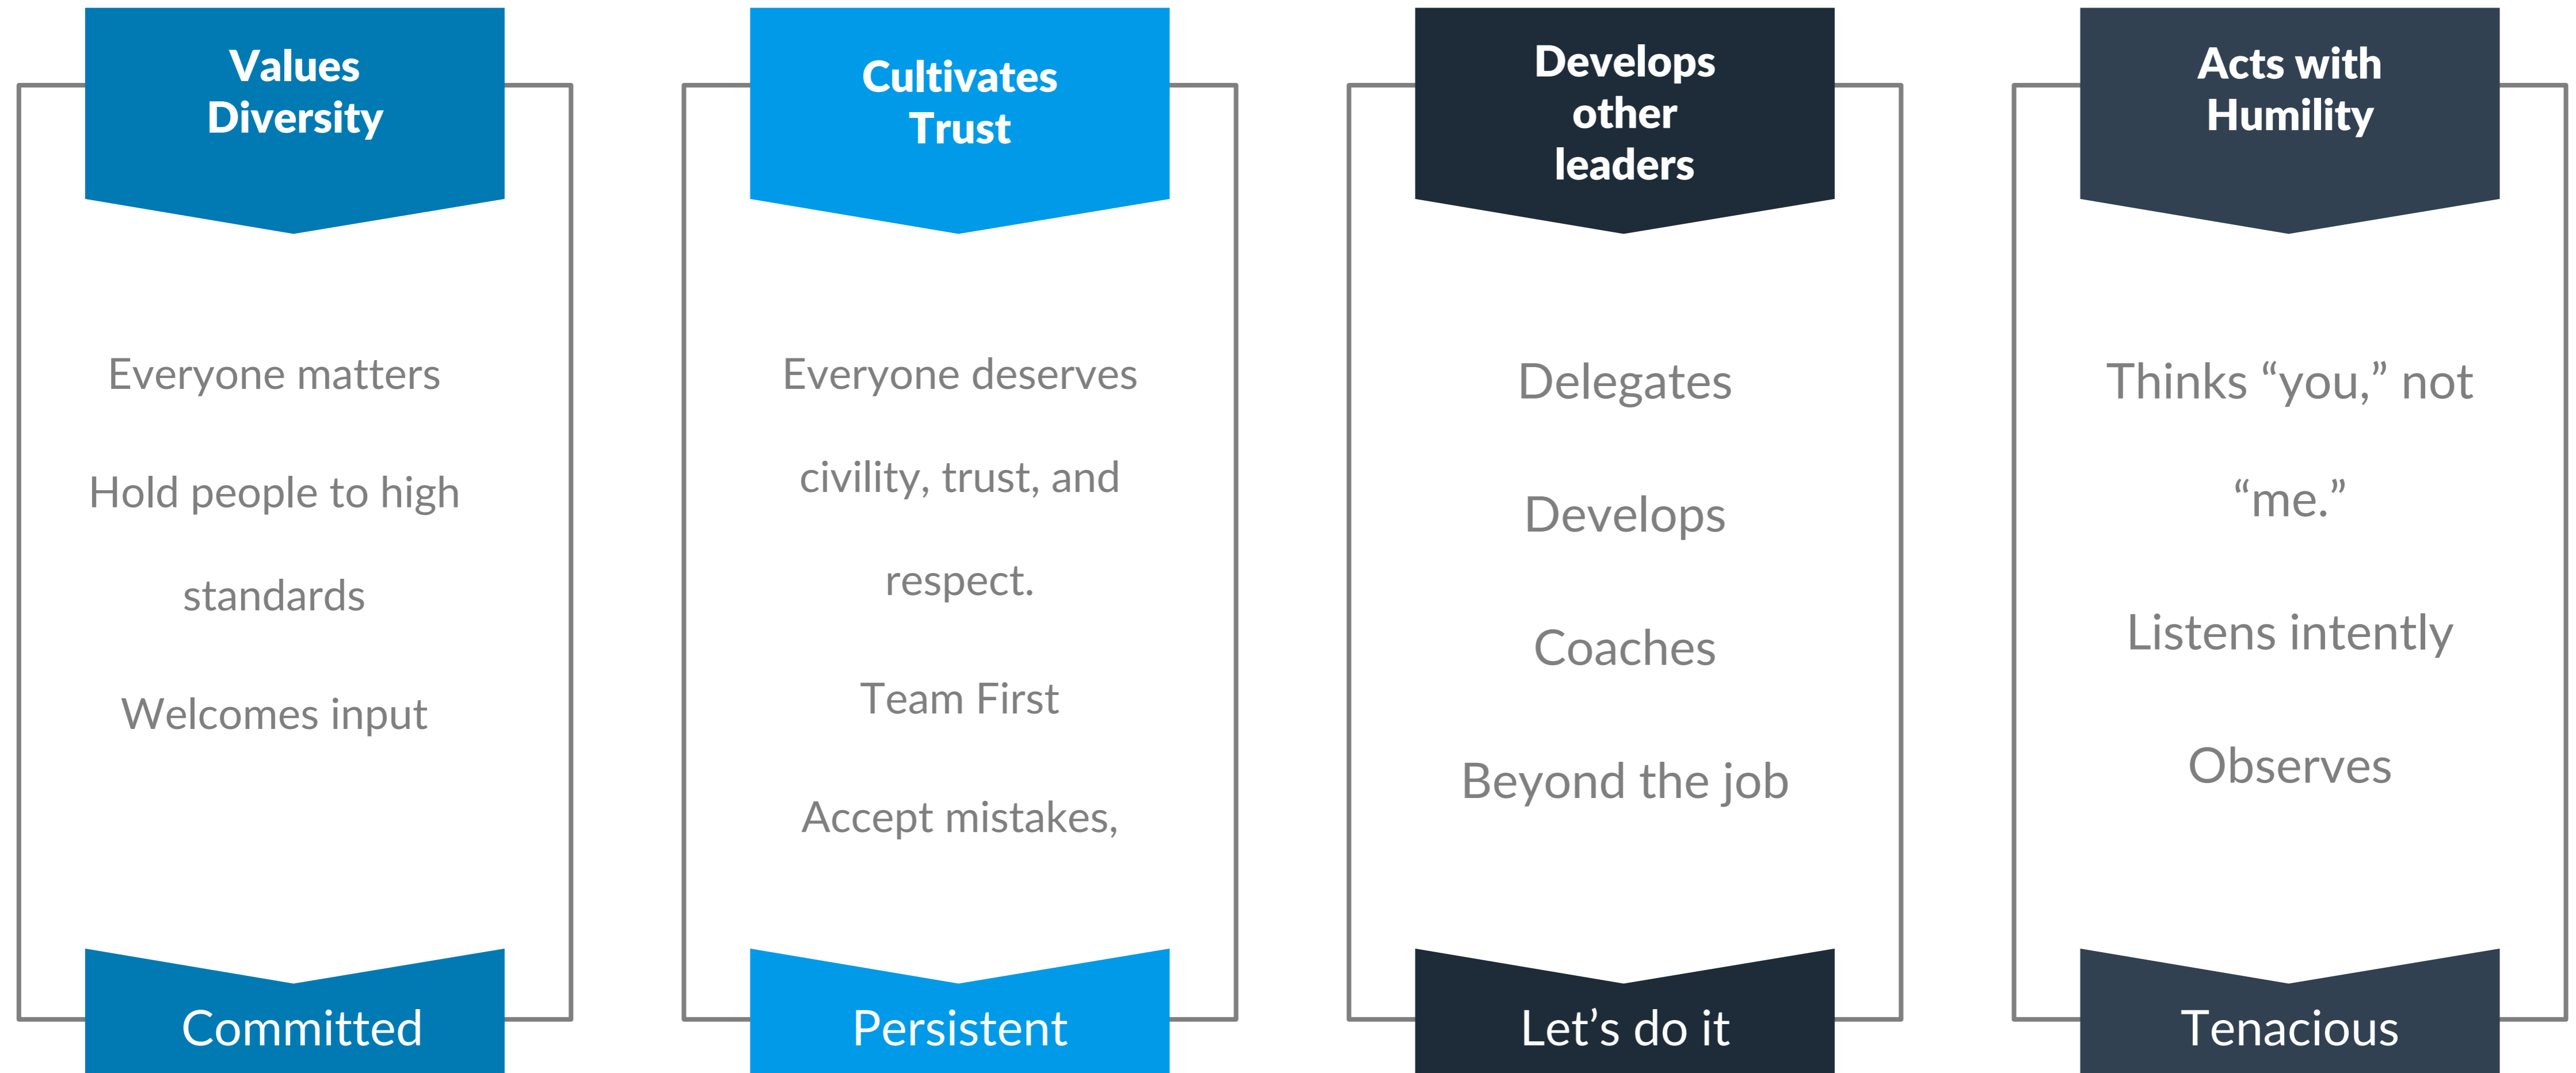 Values
Diversity
Everyone matters
Hold people to high
standards
Welcomes input
Committed
Cultivates
Trust
Everyone deserves
civility, trust, and
respect.
Team First
Accept mistakes,
Persistent
Develops
other
leaders
Delegates
Develops
Coaches
Beyond the job
Let’s do it
Acts with
Humility
Thinks “you,” not
“me.”
Listens intently
Observes
Tenacious